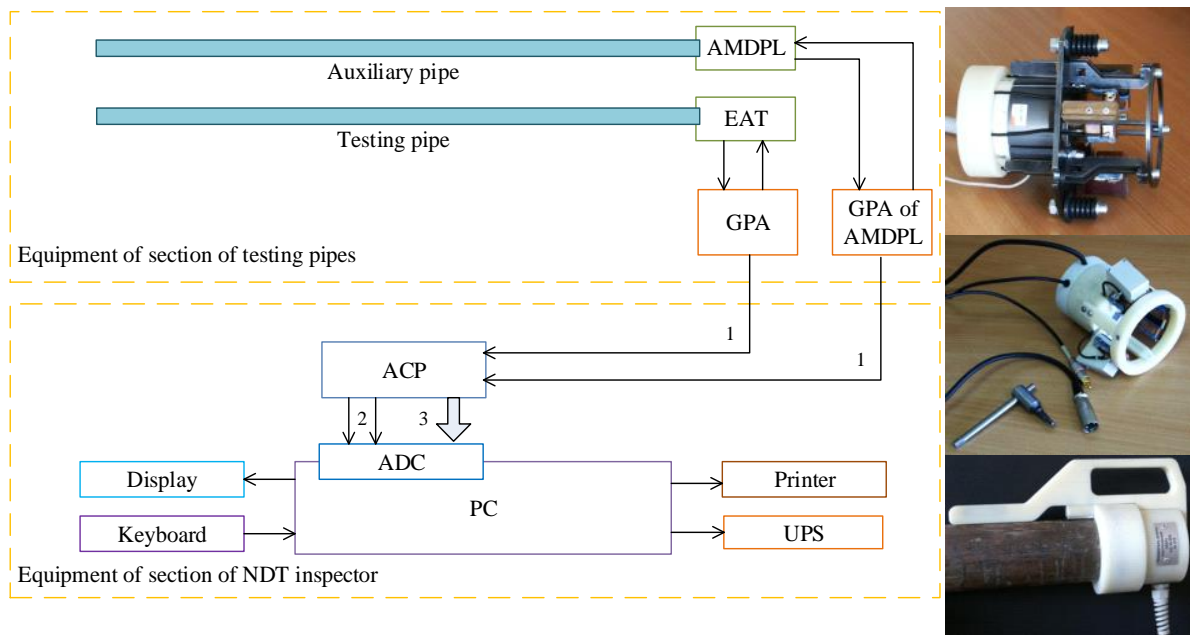 AMDPL
Auxiliary pipe
EAT
Testing pipe
GPA
GPA of
AMDPL
Equipment of section of testing pipes
1
1
ACP
2
3
ADC
Display
PC
Printer
Keyboard
UPS
Equipment of section of NDT inspector